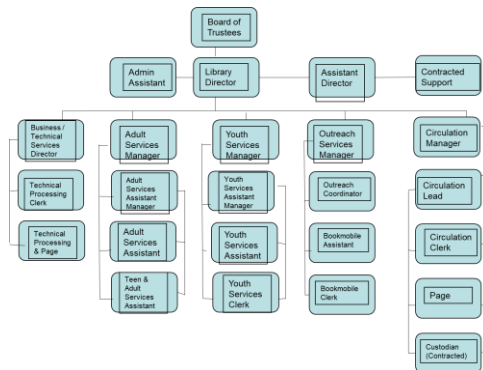 Board of
Trustees
Admin
Assistant
Library
Director
Assistant
Director
Contracted
Support
Business /
Technical
Services
Director
Adult
Services
Manager
Youth
Services
Manager
Outreach
Services
Manager
Circulation
Manager
Technical
Processing
Clerk
Adult
Services
Assistant
Manager
Youth
Services
Assistant
Manager
Outreach
Coordinator
Circulation
Lead
Technical
Processing
& Page
Adult
Services
Assistant
Youth
Services
Assistant
Bookmobile
Assistant
Circulation
Clerk
Teen &
Adult
Services
Assistant
Youth
Services
Clerk
Bookmobile
Clerk
Page
Custodian
(Contracted)